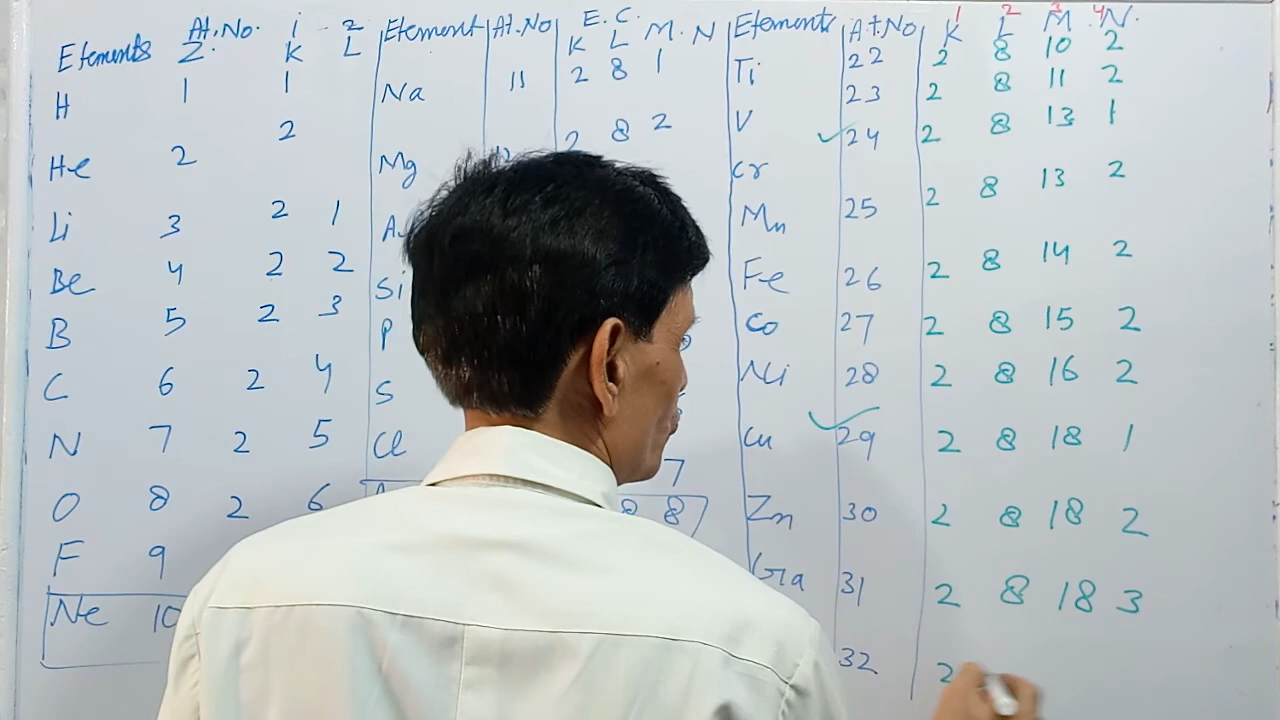 At.No. 1 2
Elements Z. K L
H 1 1
He 2 2
Li 3 2 1
Be 4 2 2
B 5 2 3
C 6 2 4
N 7 2 5
O 8 2 6
F 9
Ne 10
Element At.No E.C.
K L M. N
Na 11 2 8 1
Mg 2 8 2
Si
P
S
Cl 7
8 8
Elements At.No 1 2 3 4
K L M N.
Ti 22 2 8 10 2
V 23 2 8 11 2
Cr 24 2 8 13 1
Mn 25 2 8 13 2
Fe 26 2 8 14 2
Co 27 2 8 15 2
Ni 28 2 8 16 2
Cu 29 2 8 18 1
Zn 30 2 8 18 2
Ga 31 2 8 18 3
32 2